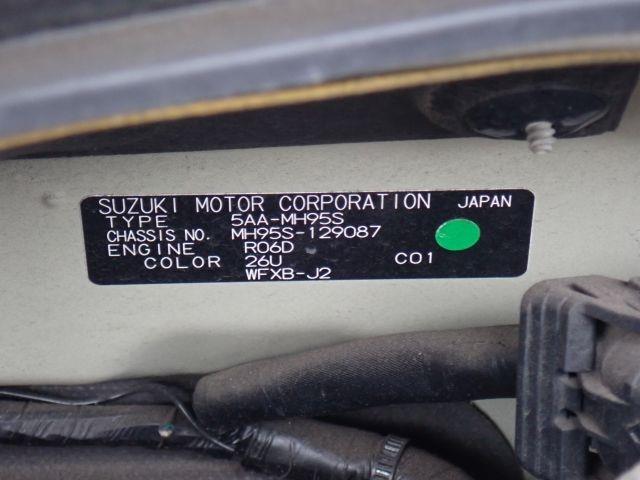 SUZUKI MOTOR CORPORATION JAPAN
TYPE 5AA-MH95S
CHASSIS NO. MH95S-129087
ENGINE R06D
COLOR 26U C01
WFXB-J2